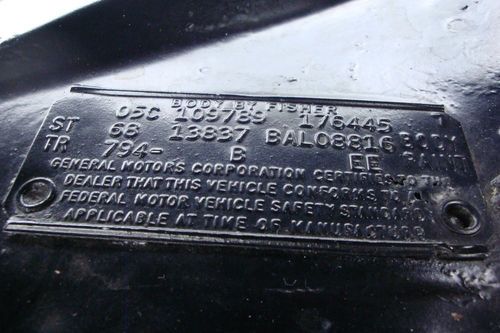 BODY BY FISHER
05C 109789 176445
ST 68 13837 BAL08816 BODY
TR 794- B EE PAINT
GENERAL MOTORS CORPORATION CERTIFIES TO THE
DEALER THAT THIS VEHICLE CONFORMS TO ALL
FEDERAL MOTOR VEHICLE SAFETY STANDARDS
APPLICABLE AT TIME OF MANUFACTURE